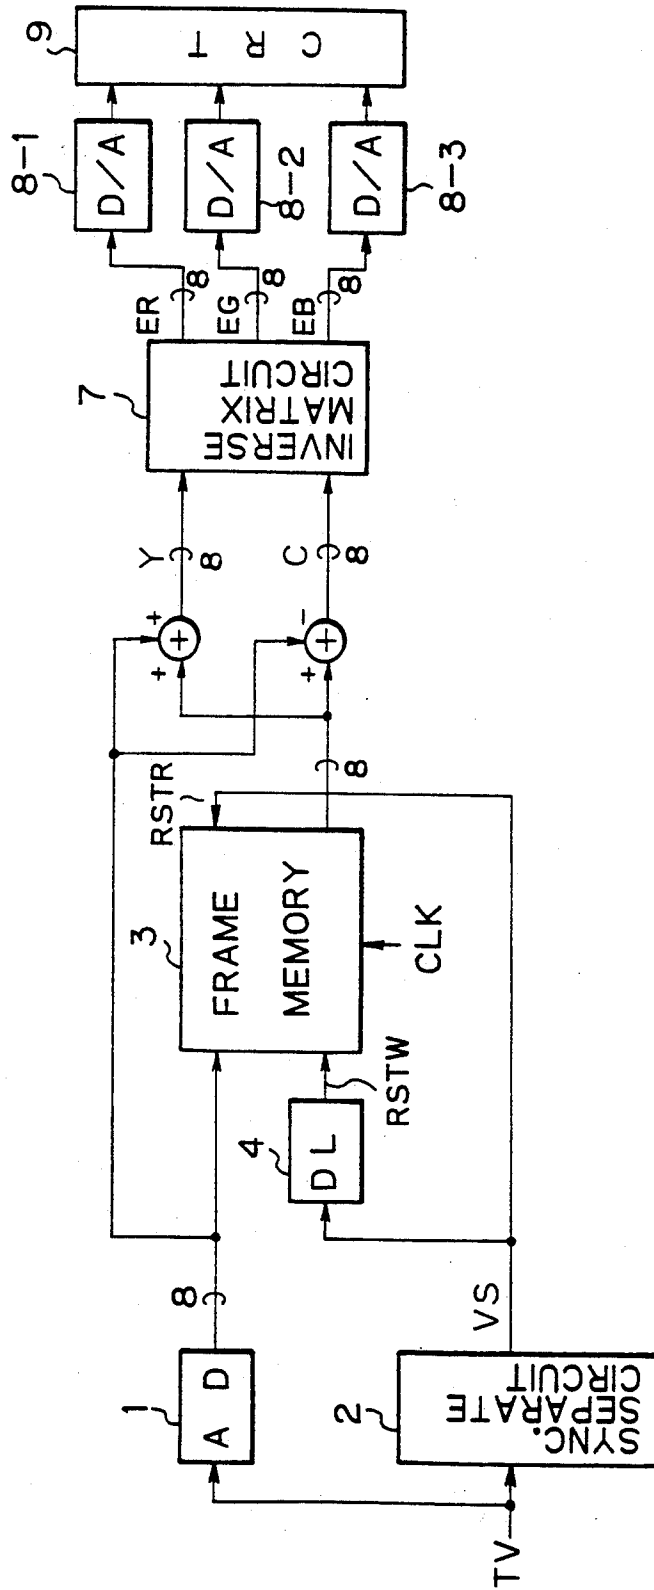 TV
1
A D
8
2
SYNC.
SEPARATE
CIRCUIT
VS
4
DL
RSTW
3
FRAME
MEMORY
CLK
RSTR
8
+
+
+
Y
8
+
+
-
C
8
7
INVERSE
MATRIX
CIRCUIT
ER
8
EG
8
EB
8
8-1
D/A
8-2
D/A
8-3
D/A
9
CRT